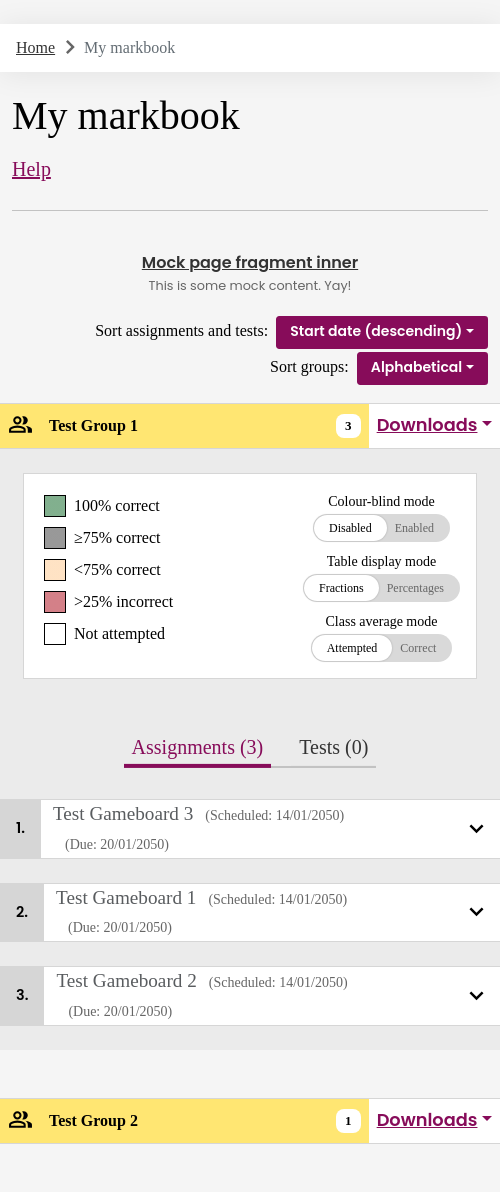 Home My markbook
My markbook
Help
Mock page fragment inner
This is some mock content. Yay!
Sort assignments and tests: Start date (descending)
Sort groups: Alphabetical
Test Group 1 3 Downloads
100% correct
≥75% correct
<75% correct
>25% incorrect
Not attempted
Colour-blind mode
Disabled Enabled
Table display mode
Fractions Percentages
Class average mode
Attempted Correct
Assignments (3) Tests (0)
1. Test Gameboard 3 (Scheduled: 14/01/2050)
(Due: 20/01/2050)
2. Test Gameboard 1 (Scheduled: 14/01/2050)
(Due: 20/01/2050)
3. Test Gameboard 2 (Scheduled: 14/01/2050)
(Due: 20/01/2050)
Test Group 2 1 Downloads